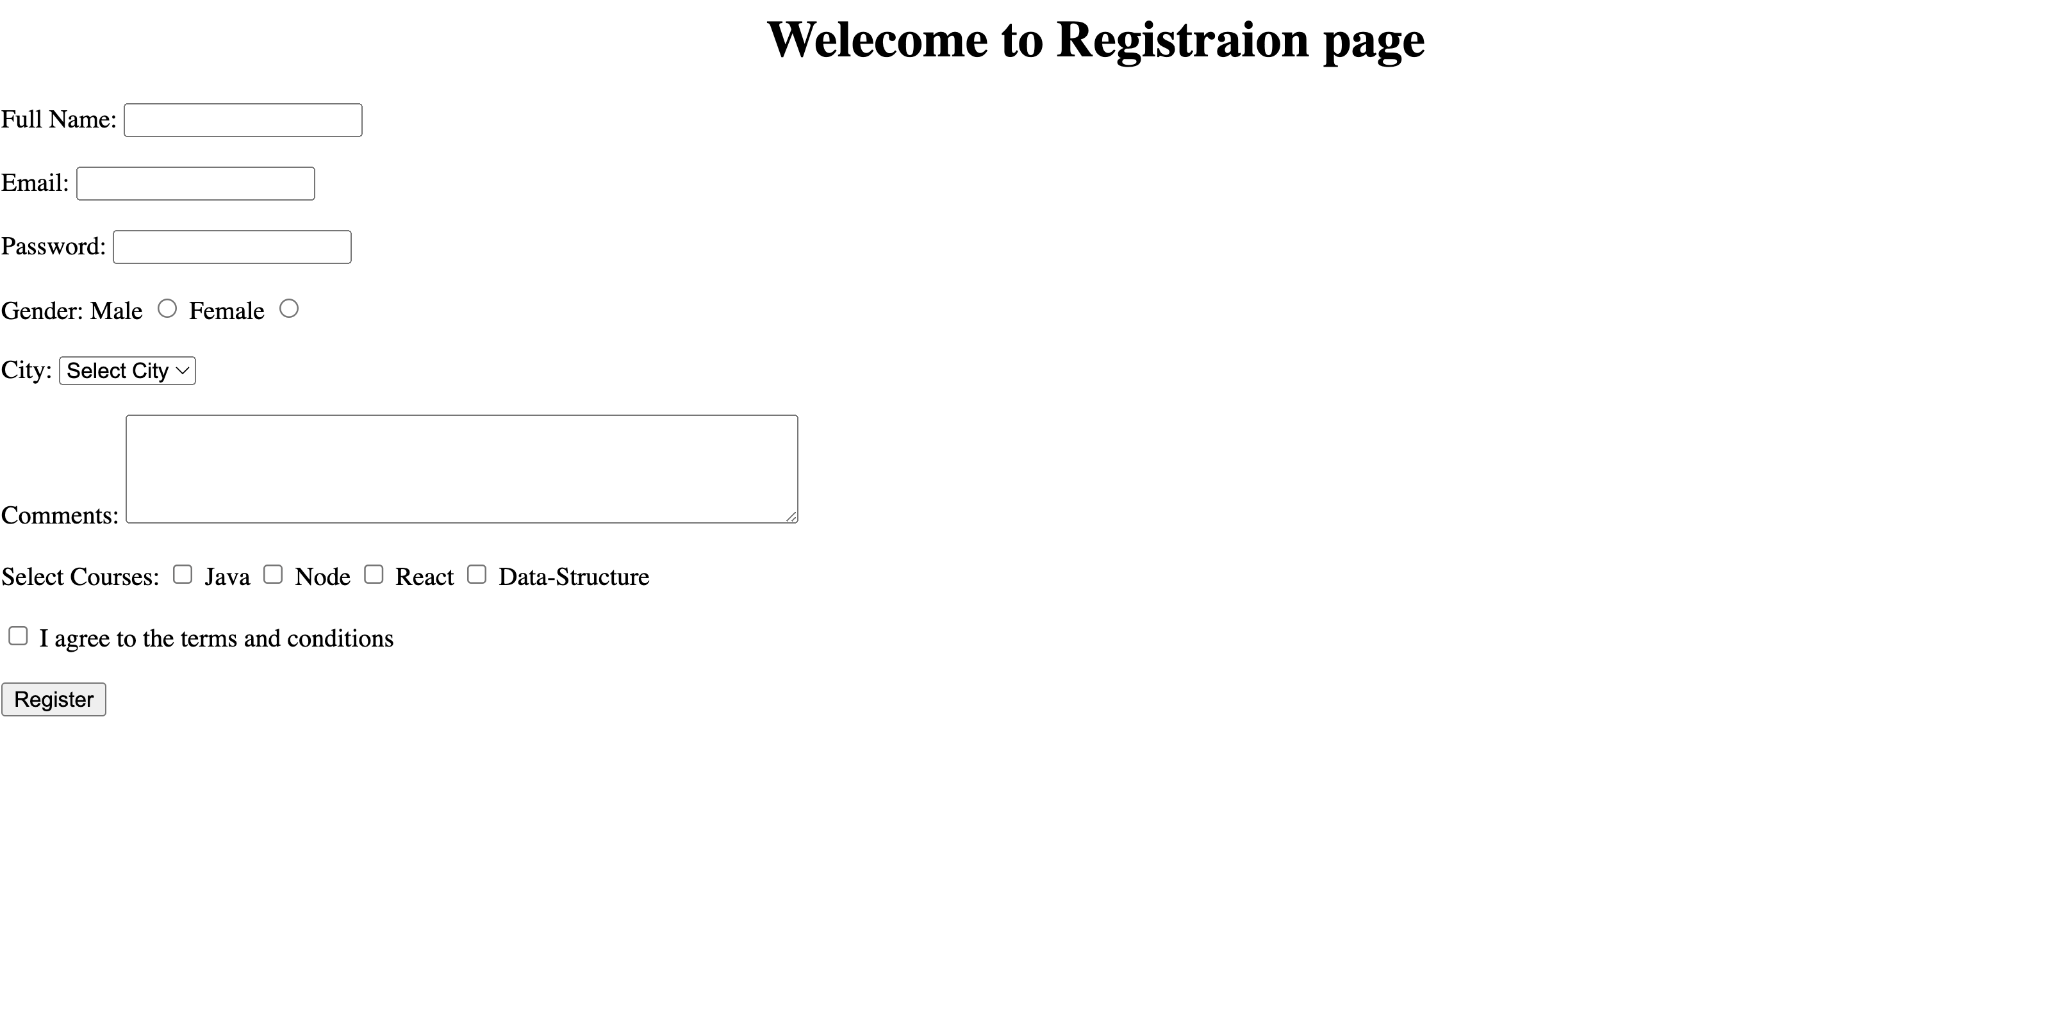 Welecome to Registraion page
Full Name:
Email:
Password:
Gender: Male Female
City: Select City
Comments:
Select Courses: Java Node React Data-Structure
I agree to the terms and conditions
Register